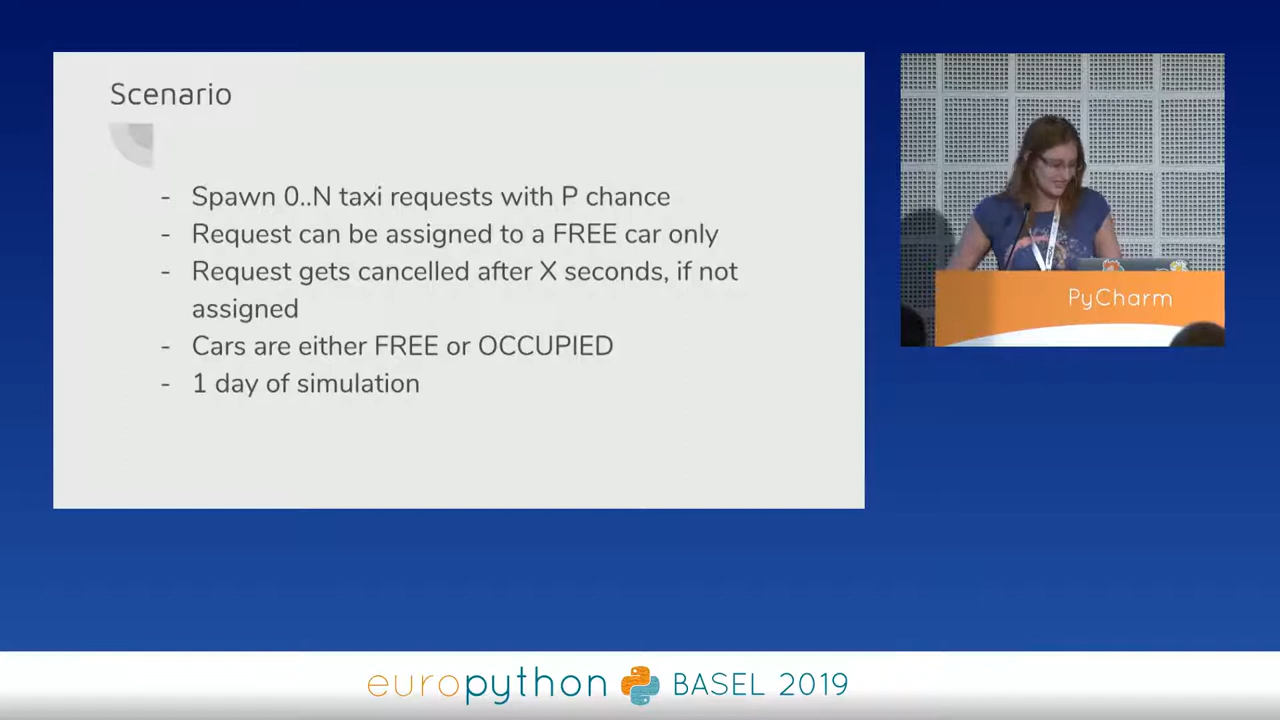 Scenario
- Spawn 0..N taxi requests with P chance
- Request can be assigned to a FREE car only
- Request gets cancelled after X seconds, if not
assigned
- Cars are either FREE or OCCUPIED
- 1 day of simulation
PyCharm
europython BASEL 2019